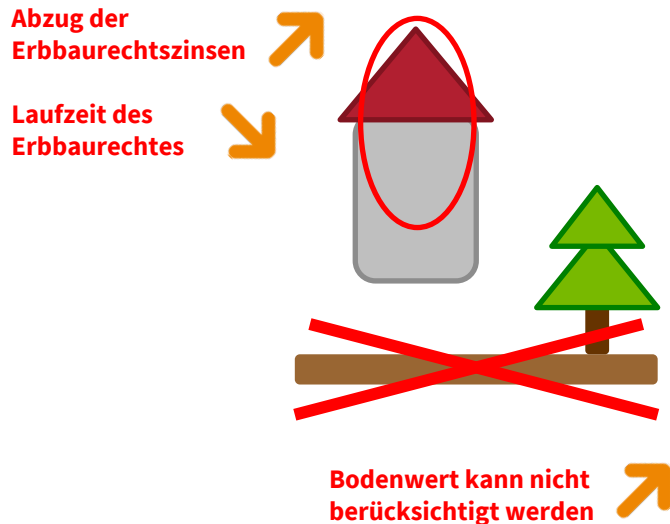 Abzug der
Erbbaurechtszinsen
Laufzeit des
Erbbaurechtes
Bodenwert kann nicht
berücksichtigt werden